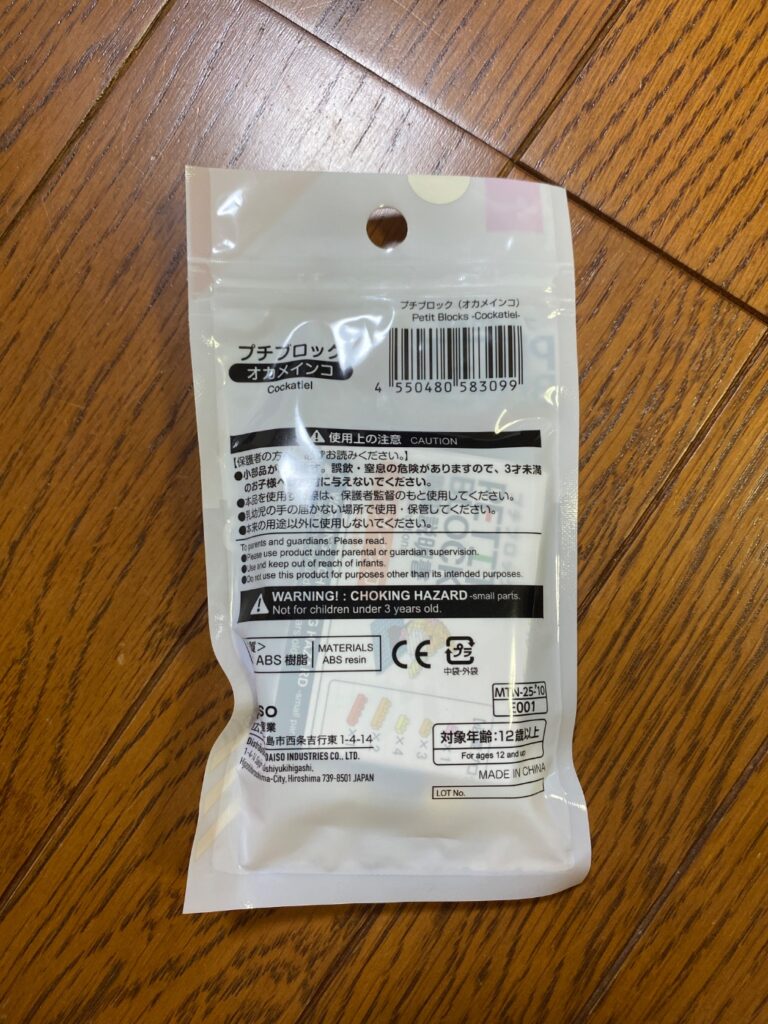 プチブロック（オカメインコ）
Petit Blocks -Cockatiel-
プチブロック
オカメインコ
Cockatiel
4 550480 583099
使用上の注意 CAUTION
【保護者の方 お読みください。】
●小部品が す。誤飲・窒息の危険がありますので、3才未満
のお子様へ に与えないでください。
●本品を使用す は、保護者監督のもと使用してください。
●乳幼児の手の届かない場所で使用・保管してください。
●本来の用途以外に使用しないでください。
To parents and guardians: Please read.
●Please use product under parental or guardian supervision.
●Use and keep out of reach of infants.
●Do not use this product for purposes other than its intended purposes.
WARNING! : CHOKING HAZARD -small parts.
Not for children under 3 years old.
ABS樹脂
MATERIALS
ABS resin
CE
プラ
中袋・外袋
MTN-25-'10
E001
島市西条吉行東1-4-14
DAISO INDUSTRIES CO., LTD.
Hiroshima 739-8501 JAPAN
対象年齢:12歳以上
For ages 12 and up
MADE IN CHINA
LOT No.